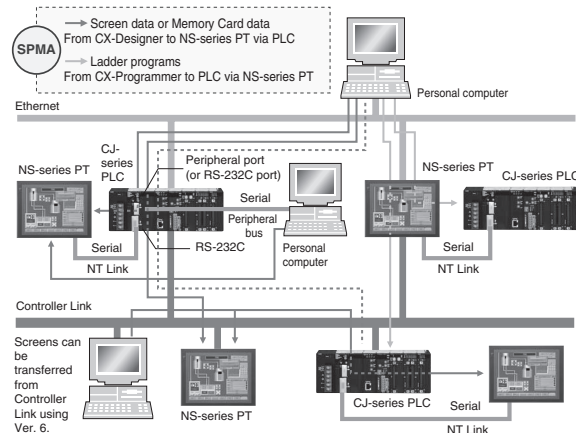 SPMA
Screen data or Memory Card data
From CX-Designer to NS-series PT via PLC
Ladder programs
From CX-Programmer to PLC via NS-series PT
Personal computer
Ethernet
CJ-
series
PLC
Peripheral port
(or RS-232C port)
NS-series PT
NS-series PT
CJ-series PLC
Serial
Peripheral
bus
Serial
RS-232C
Personal
computer
Serial
NT Link
NT Link
Controller Link
Screens can
be
transferred
from
Controller
Link using
Ver. 6.
NS-series PT
CJ-series PLC
Serial
NT Link